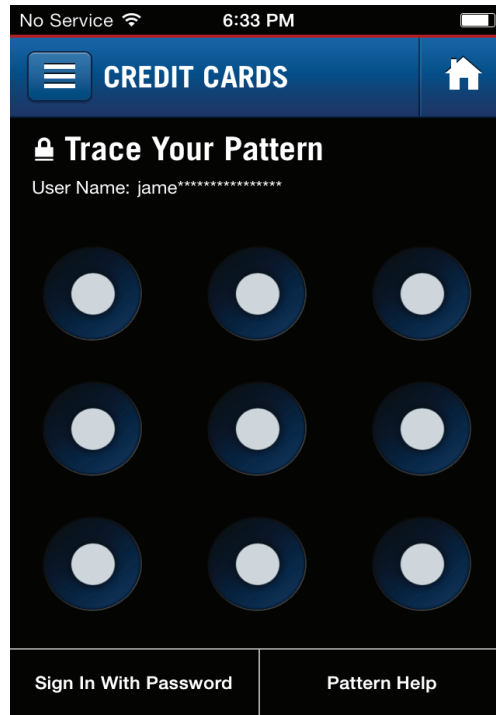 No Service 6:33 PM
CREDIT CARDS
Trace Your Pattern
User Name: jame****************
Sign In With Password Pattern Help